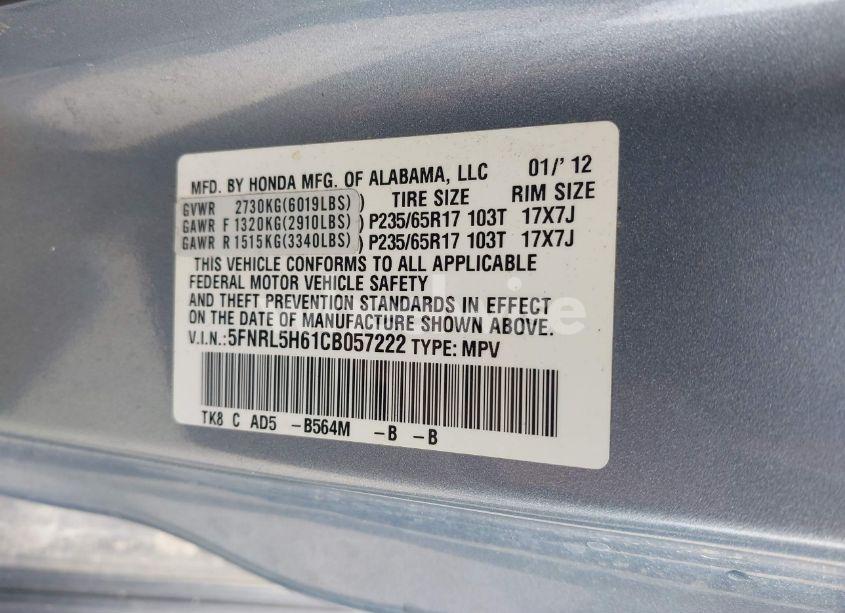 MFD. BY HONDA MFG. OF ALABAMA, LLC 01/' 12
TIRE SIZE RIM SIZE
GVWR 2730KG(6019LBS)
GAWR F 1320KG(2910LBS) ) P235/65R17 103T 17X7J
GAWR R 1515KG(3340LBS) ) P235/65R17 103T 17X7J
THIS VEHICLE CONFORMS TO ALL APPLICABLE
FEDERAL MOTOR VEHICLE SAFETY
AND THEFT PREVENTION STANDARDS IN EFFECT
ON THE DATE OF MANUFACTURE SHOWN ABOVE.
V.I.N.:5FNRL5H61CB057222 TYPE: MPV
TK8 C AD5 -B564M -B -B